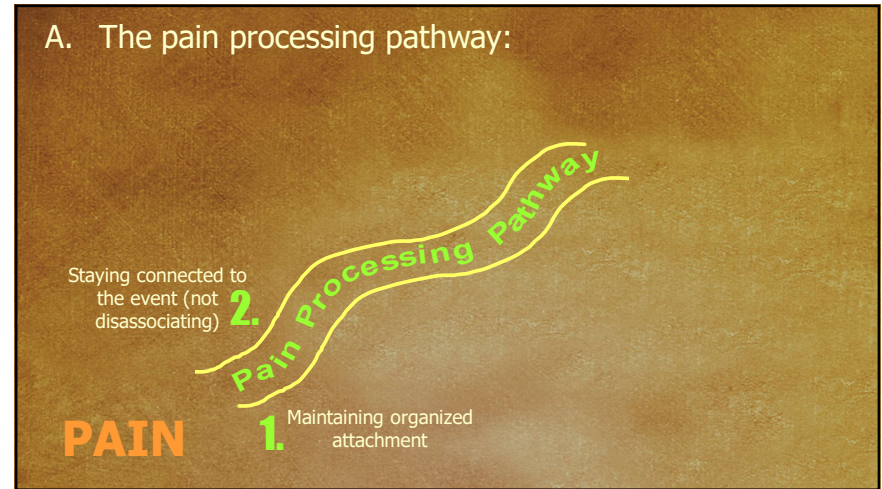 A. The pain processing pathway:
Pain Processing Pathway
Staying connected to
the event (not
disassociating)
2.
PAIN
1.
Maintaining organized
attachment